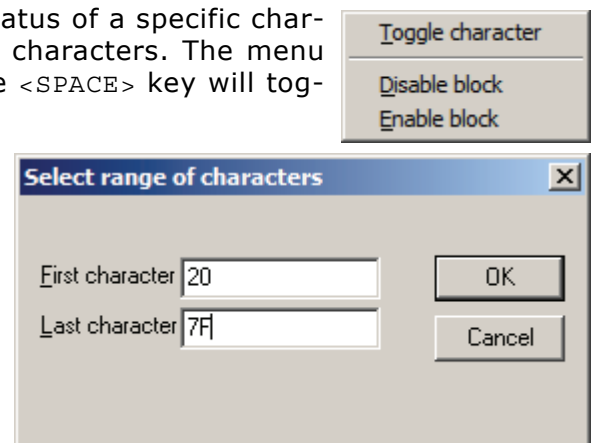 atus of a specific char-
characters. The menu
e <SPACE> key will tog-
Toggle character
Disable block
Enable block
Select range of characters
First character 20
OK
Last character 7F
Cancel